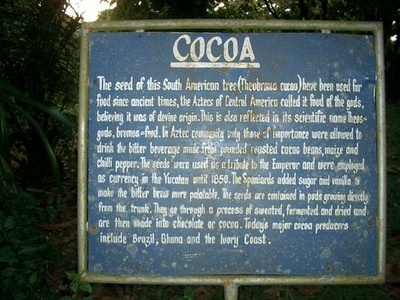 COCOA
The seed of this South American tree (Theobroma cacao) have been used for
food since ancient times, the Aztecs of Central America called it food of the gods,
believing it was of devine origin. This is also reflected in its scientific name theos-
gods, bromos-food. In Aztec community only those of importance were allowed to
drink the bitter beverage made from pounded roasted cacao beans, maize and
chilli pepper. The seeds were used as a tribute to the Emperor and were employed
as currency in the Yucatan until 1850. The Spaniards added sugar and vanilla to
make the bitter brew more palatable. The seeds are contained in pods growing directly
from the trunk. They go through a process of sweated, fermented and dried and
are then made into chocolate or cocoa. Today's major cocoa producers
include Brazil, Ghana and the Ivory Coast.